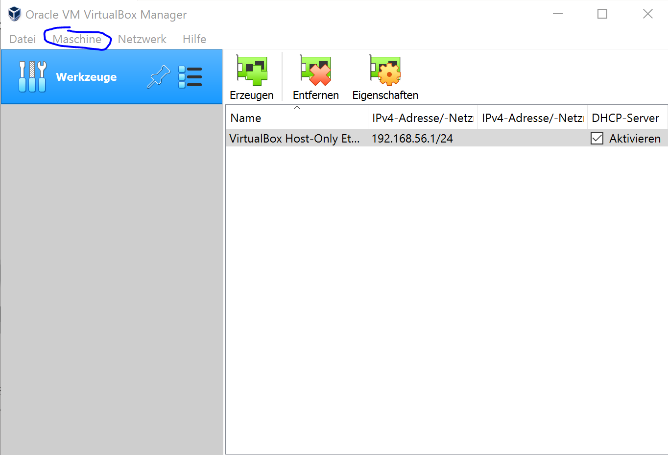 Oracle VM VirtualBox Manager
Datei Maschine Netzwerk Hilfe
Werkzeuge
Erzeugen Entfernen Eigenschaften
Name IPv4-Adresse/-Netz IPv4-Adresse/-Netz DHCP-Server
VirtualBox Host-Only Et... 192.168.56.1/24 Aktivieren